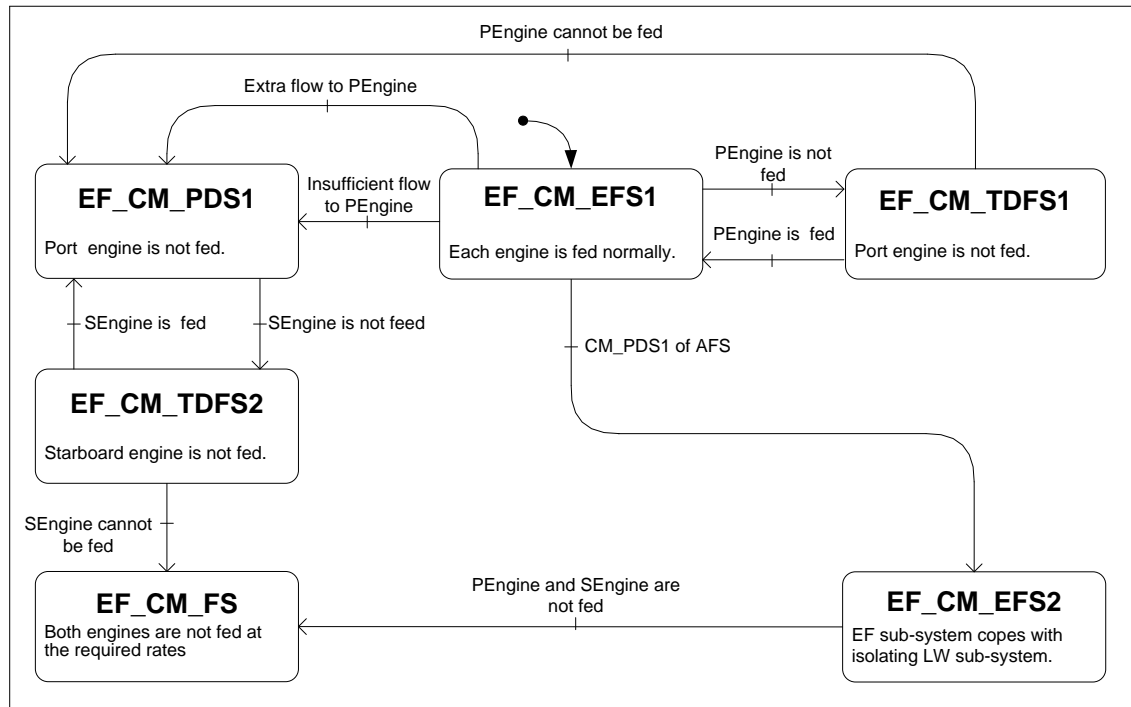 PEngine cannot be fed
Extra flow to PEngine
PEngine is not
fed
EF_CM_PDS1
Port engine is not fed.
Insufficient flow
to PEngine
EF_CM_EFS1
Each engine is fed normally.
EF_CM_TDFS1
Port engine is not fed.
PEngine is fed
SEngine is fed
SEngine is not feed
CM_PDS1 of AFS
EF_CM_TDFS2
Starboard engine is not fed.
SEngine cannot
be fed
EF_CM_FS
Both engines are not fed at
the required rates
PEngine and SEngine are
not fed
EF_CM_EFS2
EF sub-system copes with
isolating LW sub-system.